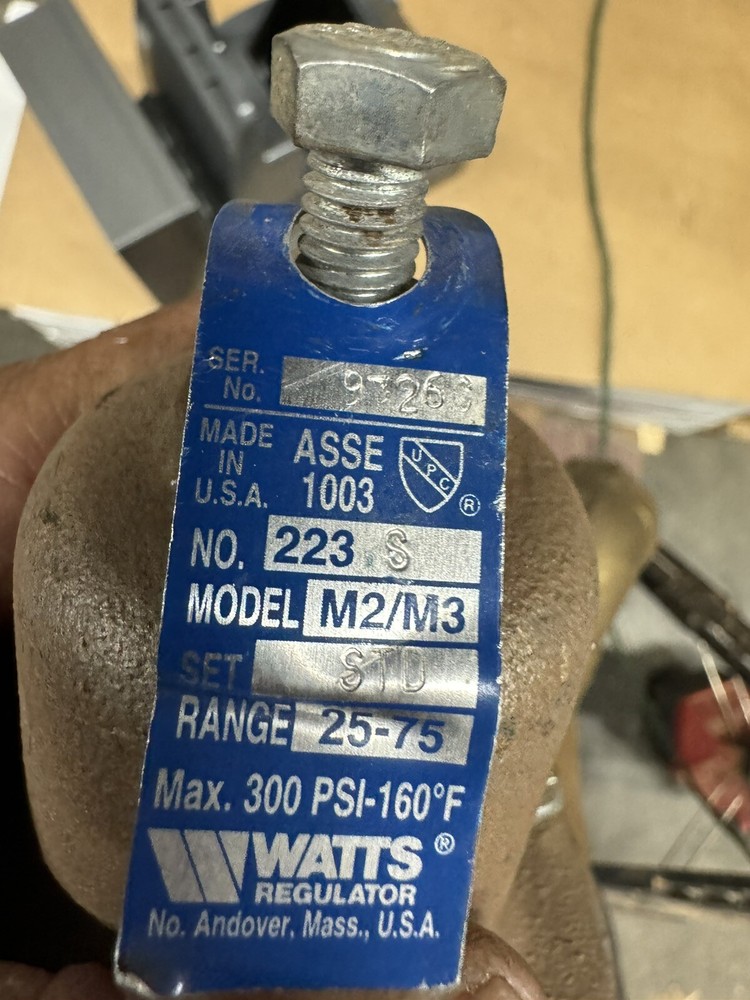 SER. No. 9726
MADE IN U.S.A.
ASSE 1003
UPC ®
NO. 223 S
MODEL M2/M3
SET STD
RANGE 25-75
Max. 300 PSI-160°F
WATTS ®
REGULATOR
No. Andover, Mass., U.S.A.